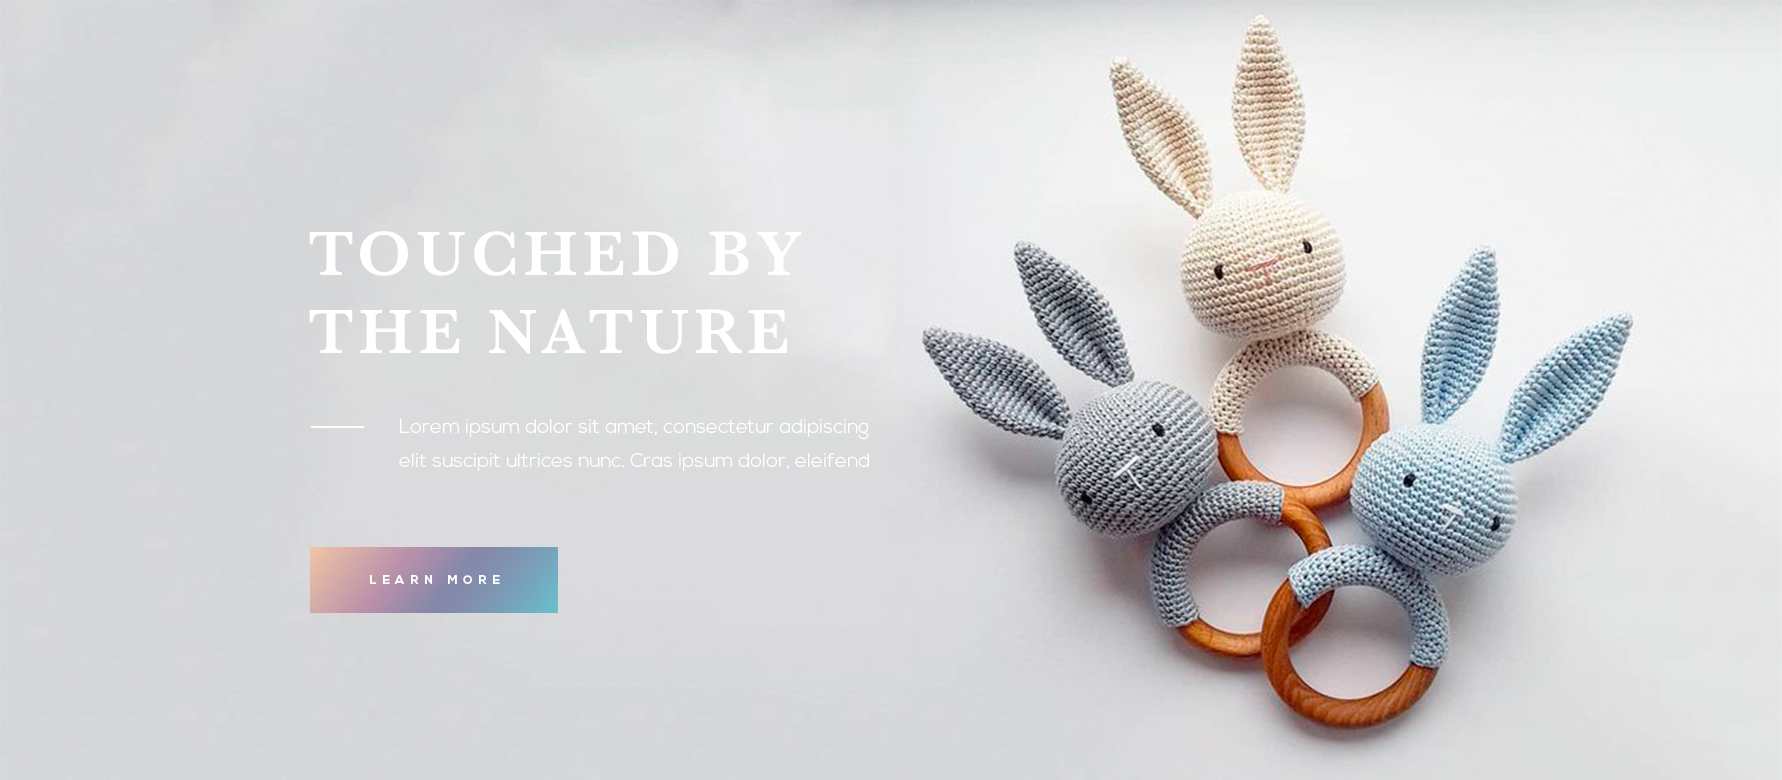 TOUCHED BY
THE NATURE
Lorem ipsum dolor sit amet, consectetur adipiscing
elit suscipit ultrices nunc. Cras ipsum dolor, eleifend
LEARN MORE